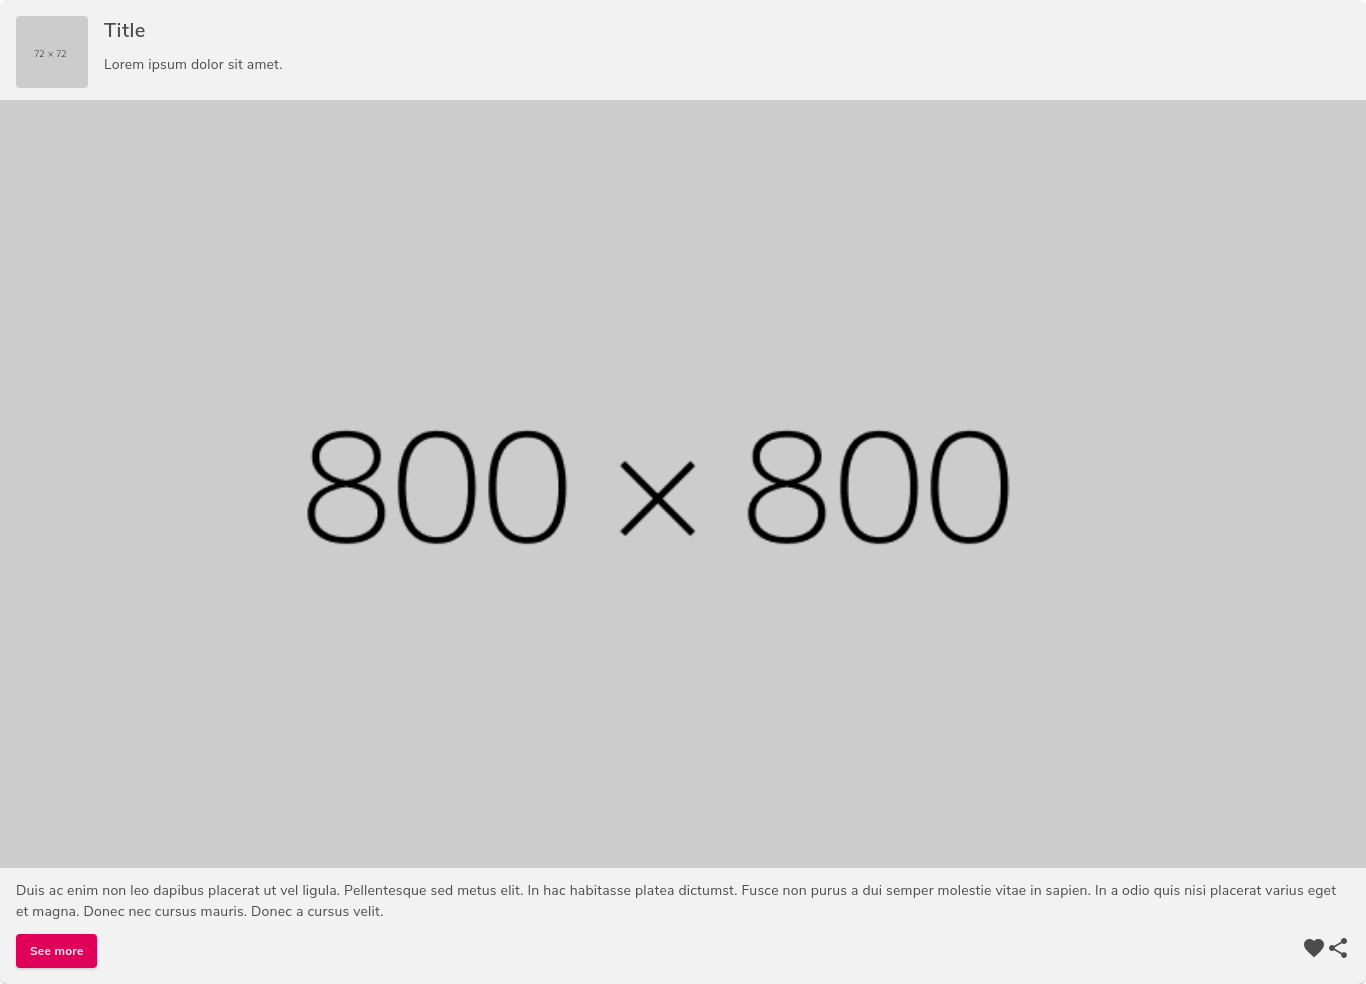 72 × 72
Title
Lorem ipsum dolor sit amet.
800 × 800
Duis ac enim non leo dapibus placerat ut vel ligula. Pellentesque sed metus elit. In hac habitasse platea dictumst. Fusce non purus a dui semper molestie vitae in sapien. In a odio quis nisi placerat varius eget
et magna. Donec nec cursus mauris. Donec a cursus velit.
See more